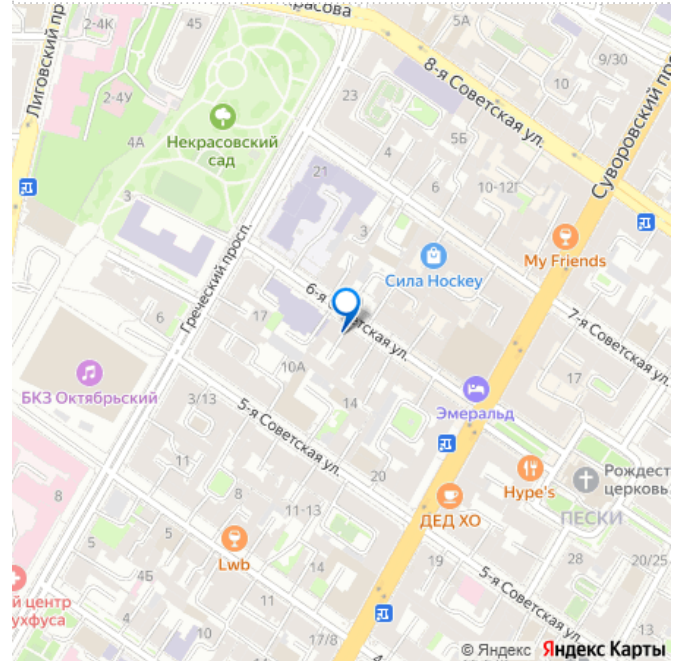 красова
45
2-4К
Лиговский пр
2-4У
4А
Некрасовский
сад
23
5А
10
9/30
8-я Советская ул.
5Б
4
6
10-12Г
Суворовский пр
21
3
3
My Friends
Сила Hockey
Греческий просп.
6-я Советская ул.
7-я Советская ул.
6
17
БКЗ Октябрьский
10А
3/13
14
Эмеральд
17
5-я Советская ул.
11
8
8
20
11-13
Hype's
Рождест
церковь
ПЕСКИ
ДЕД ХО
5
5
Lwb
4Б
10
11
17/8
19
28
20/25
5-я Советская ул.
13
й центр
ухфуса
4
© Яндекс Яндекс Карты